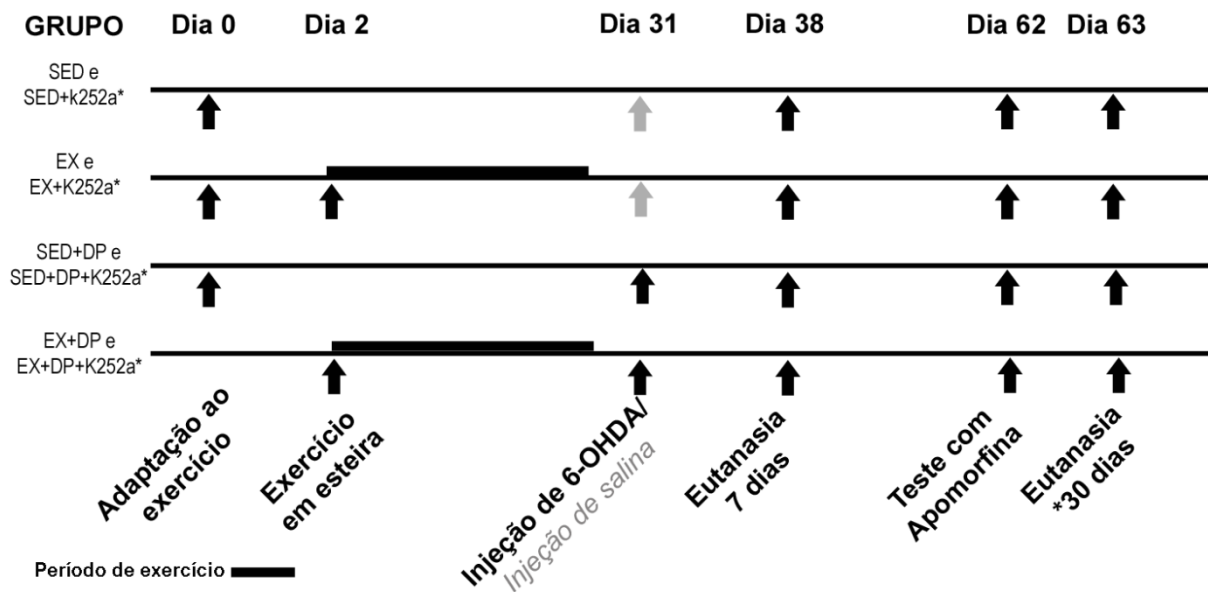 GRUPO Dia 0 Dia 2 Dia 31 Dia 38 Dia 62 Dia 63
SED e
SED+k252a*
EX e
EX+K252a*
SED+DP e
SED+DP+K252a*
EX+DP e
EX+DP+K252a*
Adaptação ao
exercício
Exercício
em esteira
Injeção de 6-OHDA/
Injeção de salina
Eutanasia
7 dias
Teste com
Apomorfina
Eutanasia
*30 dias
Período de exercício